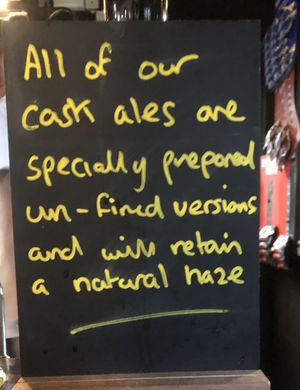 All of our
cask ales are
specially prepared
un-fined versions
and will retain
a natural haze